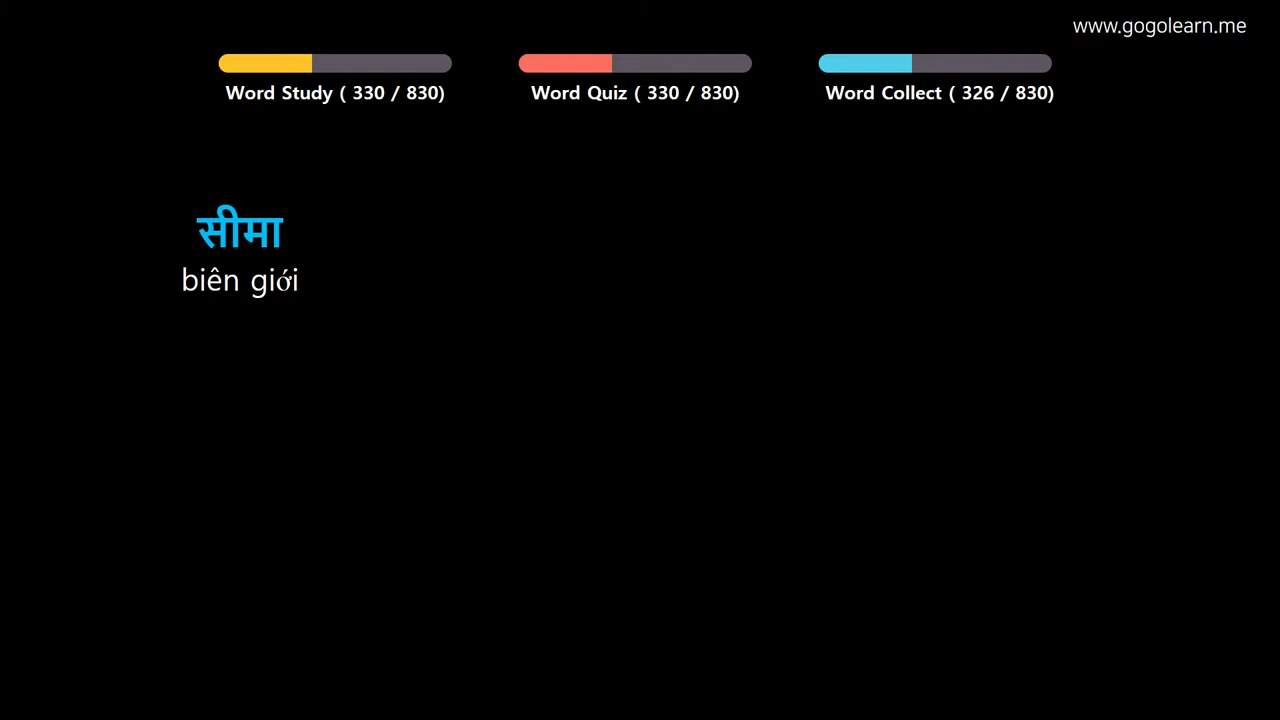 www.gogolearn.me
Word Study ( 330 / 830)
Word Quiz ( 330 / 830)
Word Collect ( 326 / 830)
सीमा
biên giới